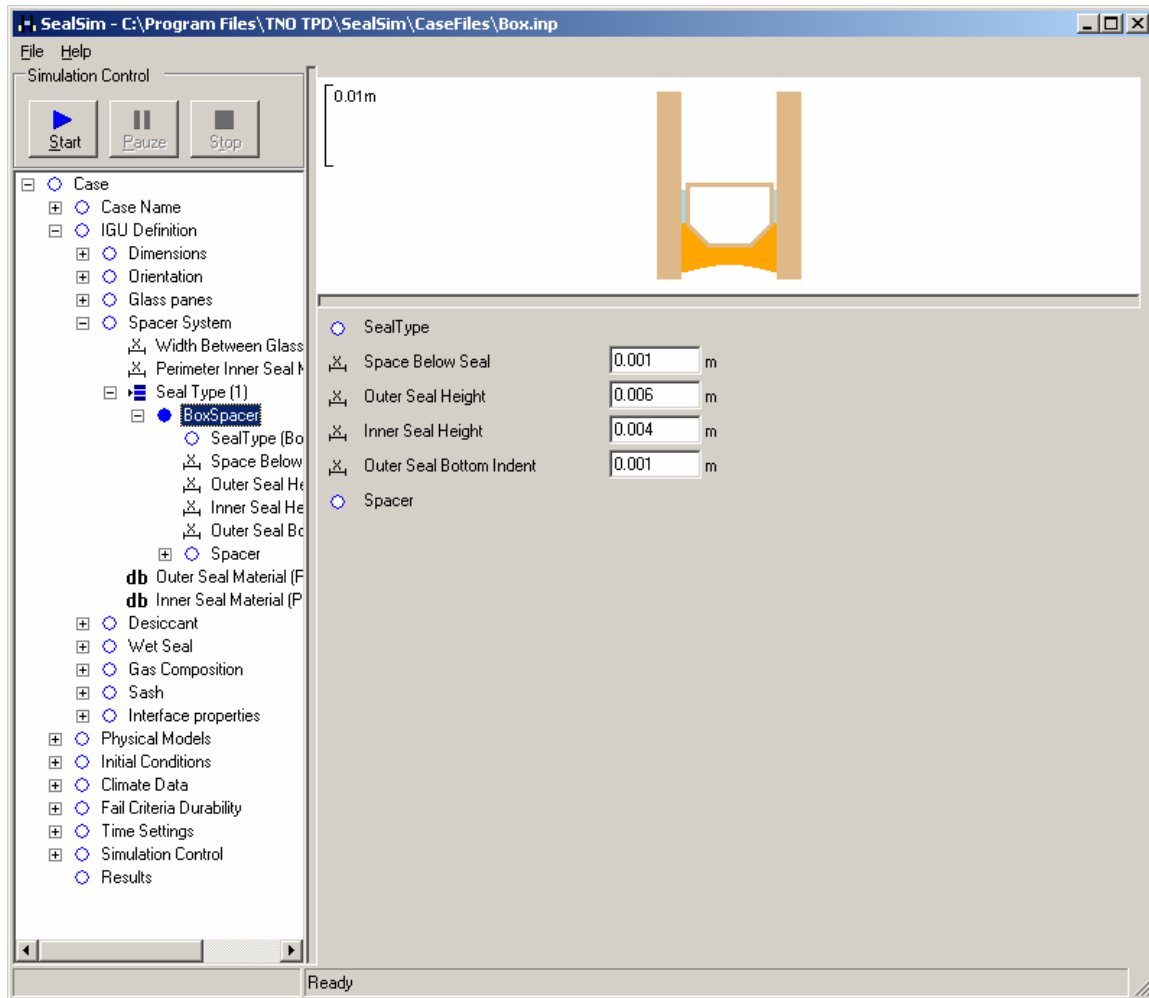 SealSim - C:\Program Files\TNO TPD\SealSim\CaseFiles\Box.inp
File Help
Simulation Control
Start Pauze Stop
Case
Case Name
IGU Definition
Dimensions
Orientation
Glass panes
Spacer System
Width Between Glass
Perimeter Inner Seal M
Seal Type (1)
BoxSpacer
SealType (Bo
Space Below
Outer Seal He
Inner Seal He
Outer Seal Bo
Spacer
db Outer Seal Material (F
db Inner Seal Material (P
Desiccant
Wet Seal
Gas Composition
Sash
Interface properties
Physical Models
Initial Conditions
Climate Data
Fail Criteria Durability
Time Settings
Simulation Control
Results
0.01m
SealType
Space Below Seal 0.001 m
Outer Seal Height 0.006 m
Inner Seal Height 0.004 m
Outer Seal Bottom Indent 0.001 m
Spacer
Ready